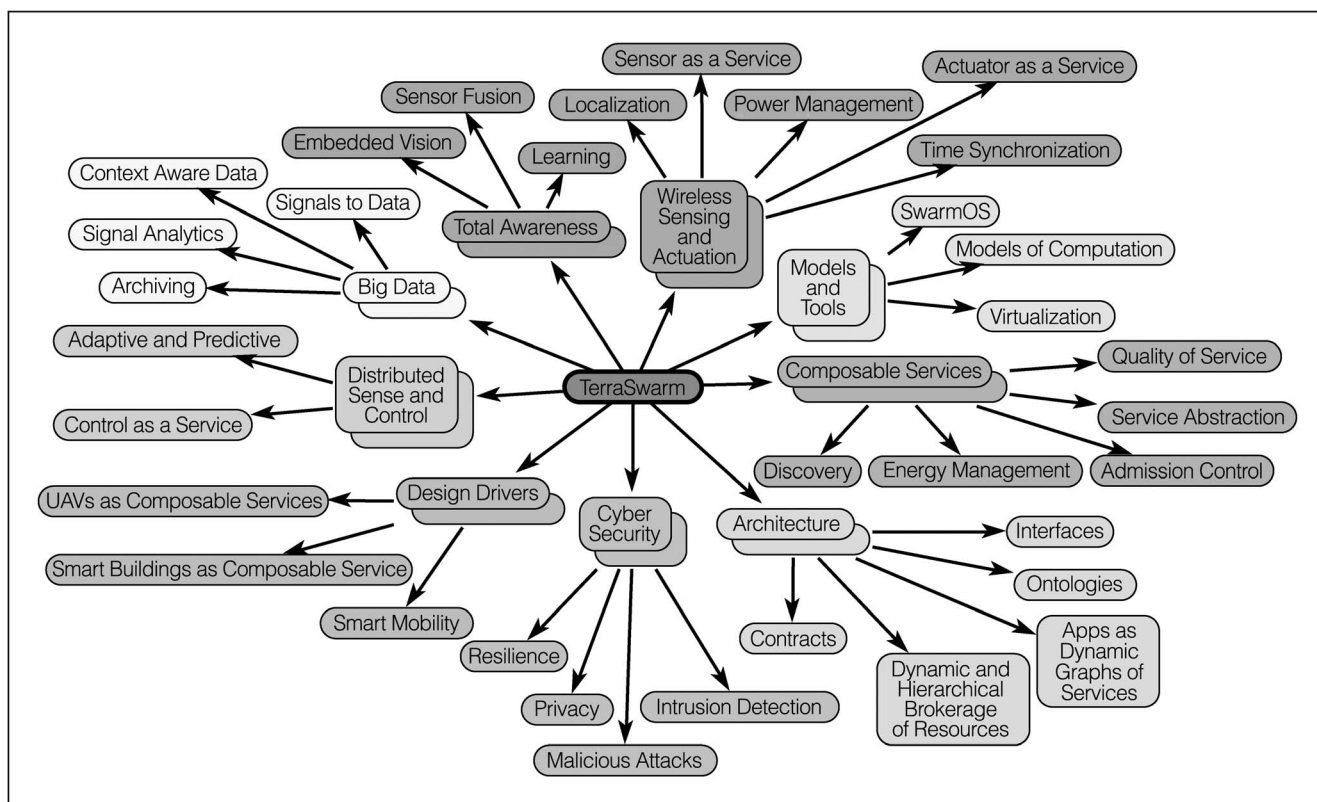 Sensor as a Service
Actuator as a Service
Sensor Fusion
Localization
Power Management
Embedded Vision
Learning
Time Synchronization
Context Aware Data
Signals to Data
Total Awareness
Wireless
Sensing
and
Actuation
SwarmOS
Signal Analytics
Models of Computation
Archiving
Big Data
Models
and
Tools
Virtualization
Adaptive and Predictive
Distributed
Sense and
Control
TerraSwarm
Composable Services
Quality of Service
Control as a Service
Service Abstraction
Discovery
Energy Management
Admission Control
UAVs as Composable Services
Design Drivers
Cyber
Security
Architecture
Interfaces
Smart Buildings as Composable Service
Ontologies
Smart Mobility
Resilience
Contracts
Apps as
Dynamic
Graphs of
Services
Privacy
Intrusion Detection
Dynamic and
Hierarchical
Brokerage
of Resources
Malicious Attacks